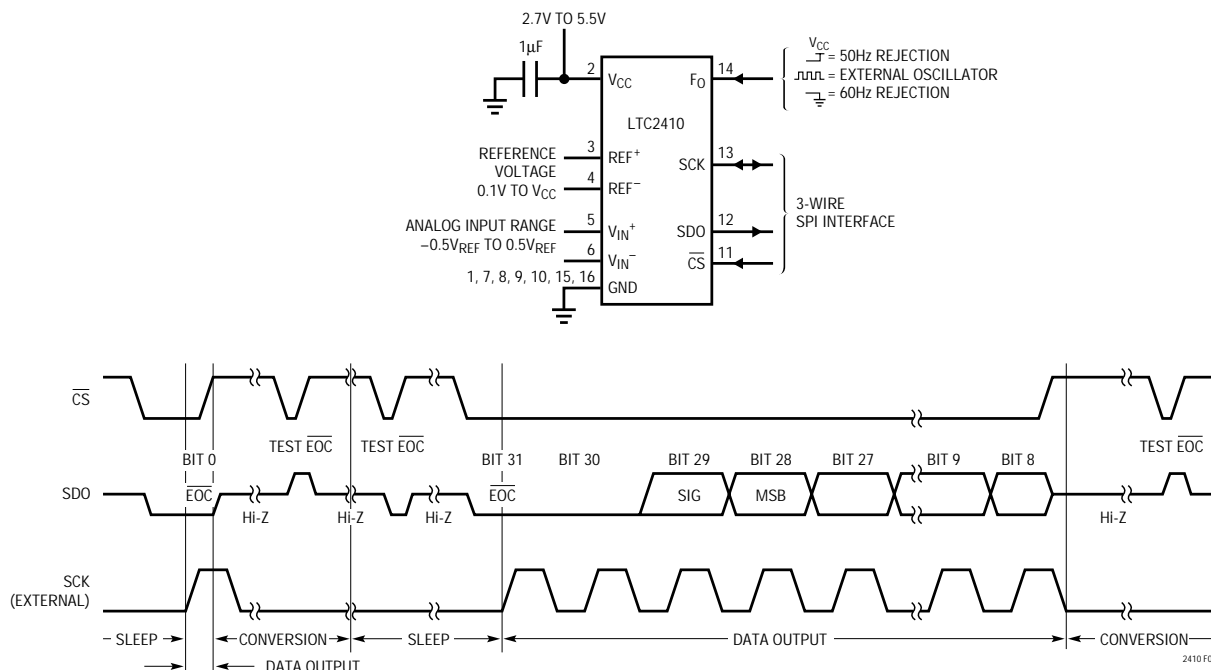 2.7V TO 5.5V
1µF
2
VCC
14
FO
VCC
= 50Hz REJECTION
= EXTERNAL OSCILLATOR
= 60Hz REJECTION
LTC2410
REFERENCE
VOLTAGE
0.1V TO VCC
3
REF+
4
REF–
13
SCK
3-WIRE
SPI INTERFACE
ANALOG INPUT RANGE
–0.5VREF TO 0.5VREF
5
VIN+
6
VIN–
12
SDO
11
CS
1, 7, 8, 9, 10, 15, 16
GND
CS
TEST EOC
TEST EOC
TEST EOC
BIT 0
BIT 31
BIT 30
BIT 29
BIT 28
BIT 27
BIT 9
BIT 8
SDO
EOC
EOC
SIG
MSB
Hi-Z
Hi-Z
Hi-Z
Hi-Z
SCK
(EXTERNAL)
SLEEP
CONVERSION
SLEEP
DATA OUTPUT
CONVERSION
DATA OUTPUT